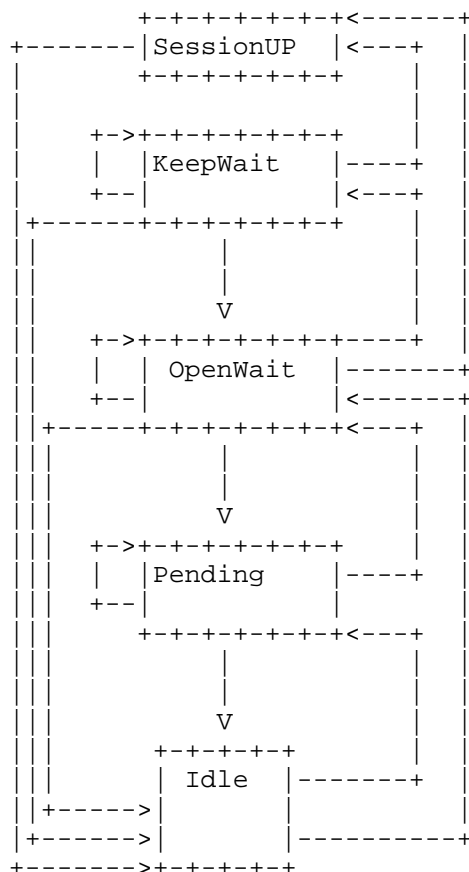 SessionUP
KeepWait
OpenWait
V
V
Pending
V
Idle